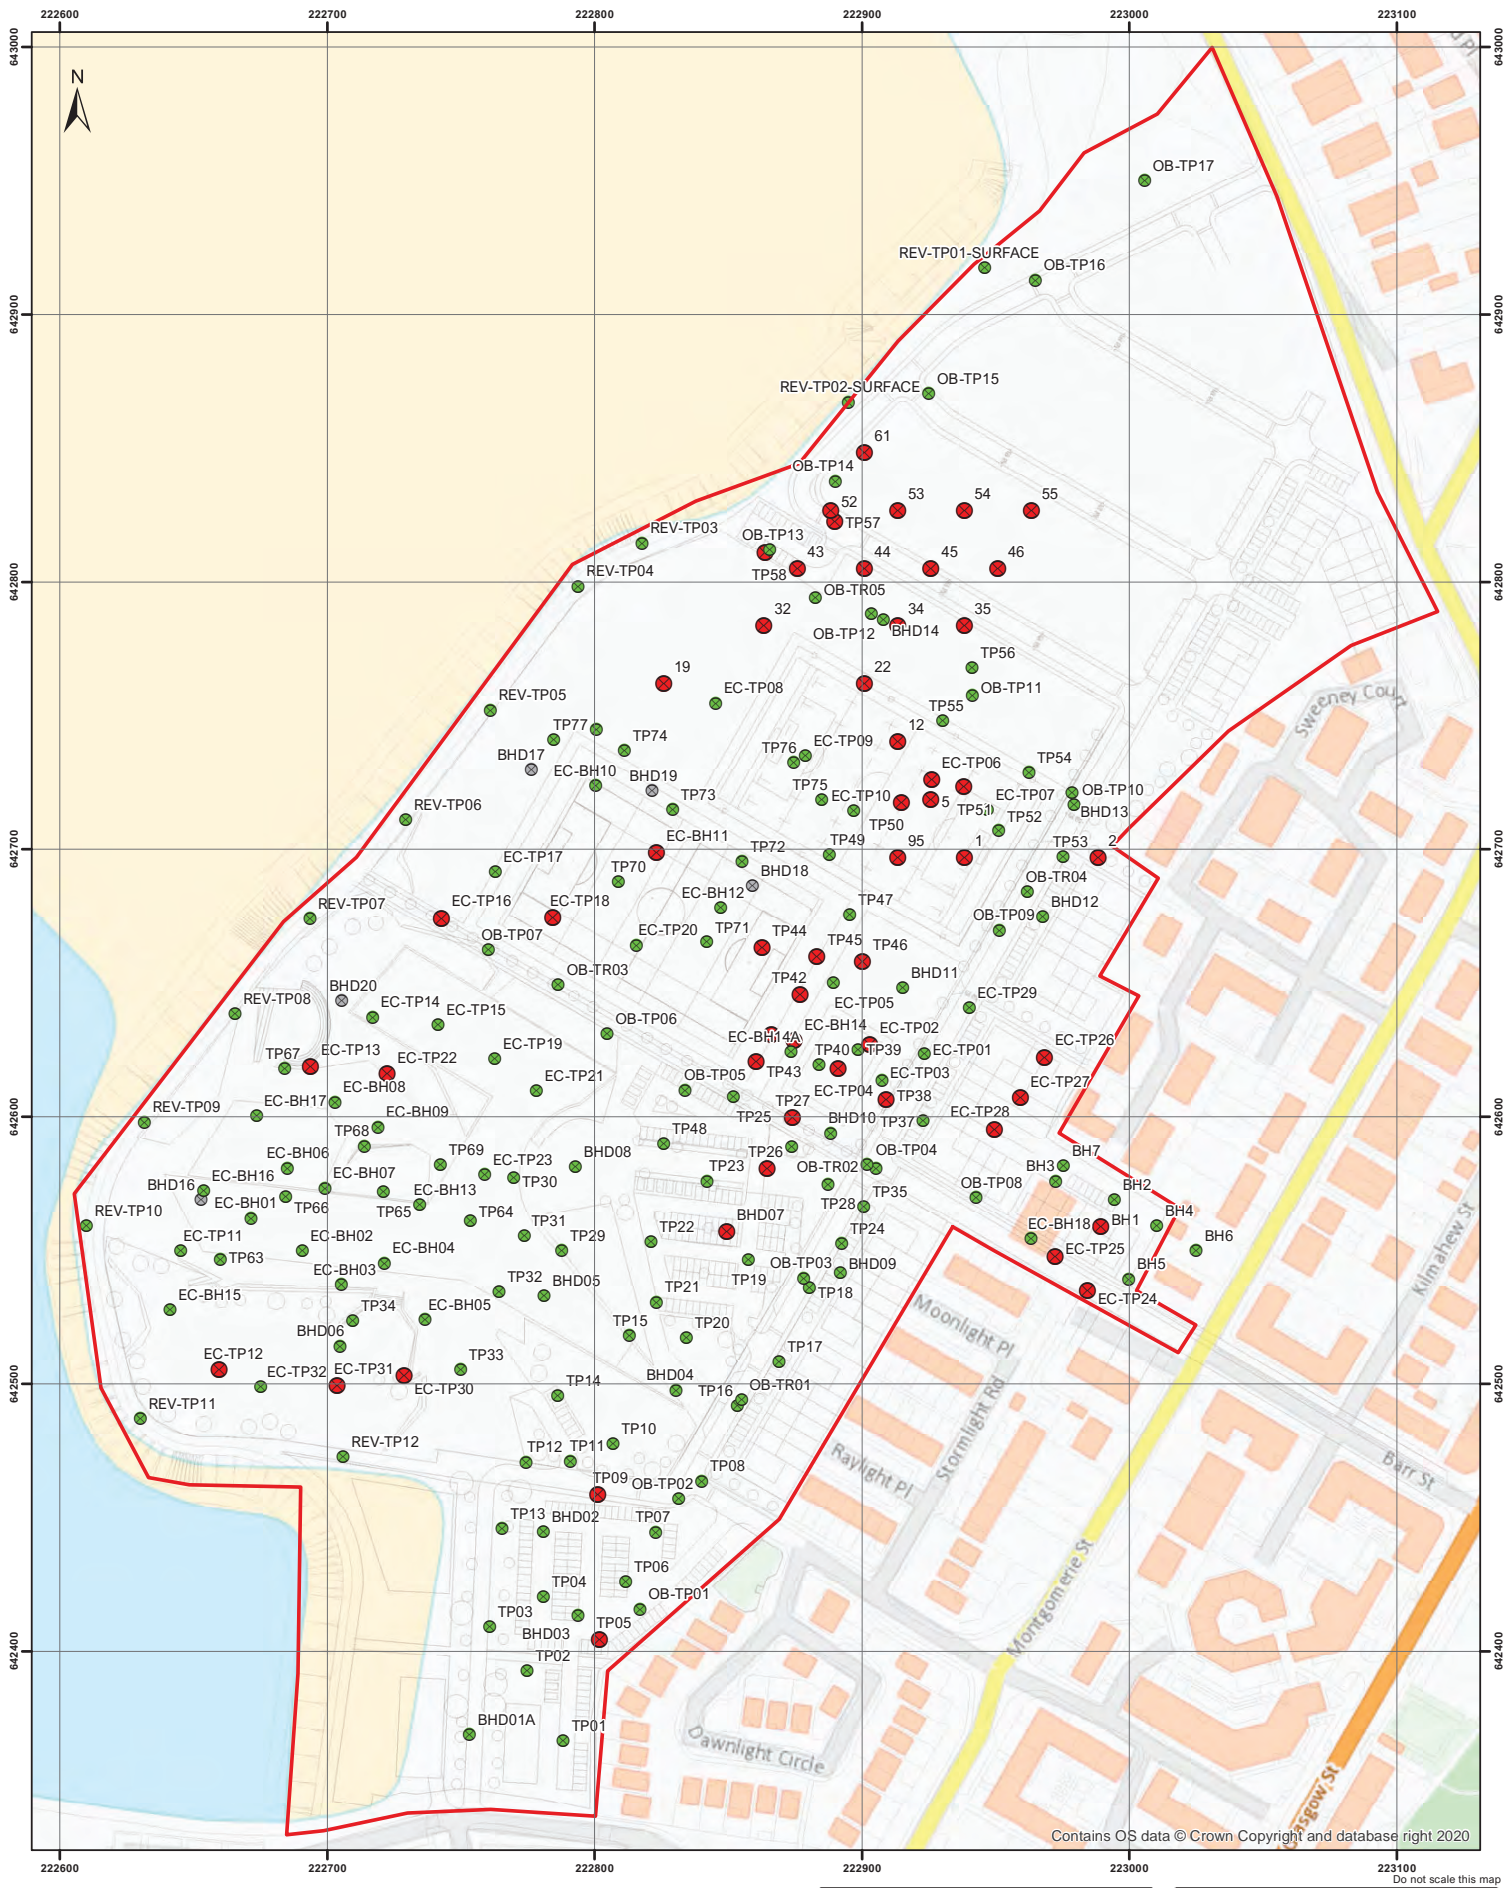 222600 222700 222800 222900 223000 223100
643000 643000
N
OB-TP17
REV-TP01-SURFACE
OB-TP16
642900 642900
REV-TP02-SURFACE
OB-TP15
61
OB-TP14
52 53 54 55
TP57
REV-TP03
OB-TP13
43 44 45 46
TP58
642800 642800
REV-TP04
OB-TR05
32 34 35
OB-TP12 BHD14
TP56
19 EC-TP08 22
OB-TP11
REV-TP05
TP55
12
TP77 TP74
TP76 EC-TP09
BHD17
EC-BH10 BHD19
EC-TP06
TP54
TP75 EC-TP10
5 TP51 EC-TP07
OB-TP10
BHD13
REV-TP06
TP73
TP50
TP52
EC-BH11
TP72 TP49 95 1 TP53 2
642700 642700
EC-TP17
TP70
BHD18
OB-TR04
EC-TP16 EC-TP18
EC-BH12
REV-TP07
TP47
BHD12
OB-TP09
OB-TP07
EC-TP20 TP71
TP44 TP45 TP46
OB-TR03
TP42
BHD11
BHD20
EC-TP05
EC-TP29
REV-TP08
EC-TP14 EC-TP15
OB-TP06
EC-BH14A EC-BH14 EC-TP02
TP67 EC-TP13 EC-TP22
EC-TP19
TP43 TP40 TP39 EC-TP01
EC-TP26
EC-BH08
EC-TP21
OB-TP05
EC-TP04 EC-TP03
EC-TP27
REV-TP09
EC-BH17
EC-BH09
TP25 TP27
TP38
642600 642600
TP68
TP48
BHD10 TP37
EC-TP28
EC-BH06
TP69
EC-TP23
BHD08
TP26
OB-TP04
BH7
BHD16 EC-BH16
EC-BH07
TP30
TP23
OB-TR02
BH3
EC-BH01
TP66
EC-BH13
TP28 TP35
OB-TP08
BH2
REV-TP10
TP65
TP64
BHD07
BH1 BH4
EC-TP11
EC-BH02
TP31 TP29
TP22
TP24
EC-BH18
BH6
TP63
EC-BH04
EC-TP25
EC-BH03
TP19
OB-TP03 BHD09
BH5
EC-BH15
TP32 BHD05
TP21
TP18
EC-TP24
TP34 EC-BH05
TP15 TP20
BHD06
EC-TP12
EC-TP32
EC-TP31
EC-TP30
TP33
TP17
642500 642500
TP14
BHD04
TP16
OB-TR01
REV-TP11
REV-TP12
TP10
TP12 TP11
TP09
OB-TP02
TP08
TP13
BHD02
TP07
TP04
TP06
OB-TP01
TP03
BHD03
TP05
642400 642400
TP02
BHD01A
TP01
Sweeney Court
Kilmahew St
Moonlight Pl
Stormlight Rd
Raylight Pl
Barr St
Montgomerie St
Dawnlight Circle
Glasgow St
Contains OS data © Crown Copyright and database right 2020
222600 222700 222800 222900 223000 223100
Do not scale this map